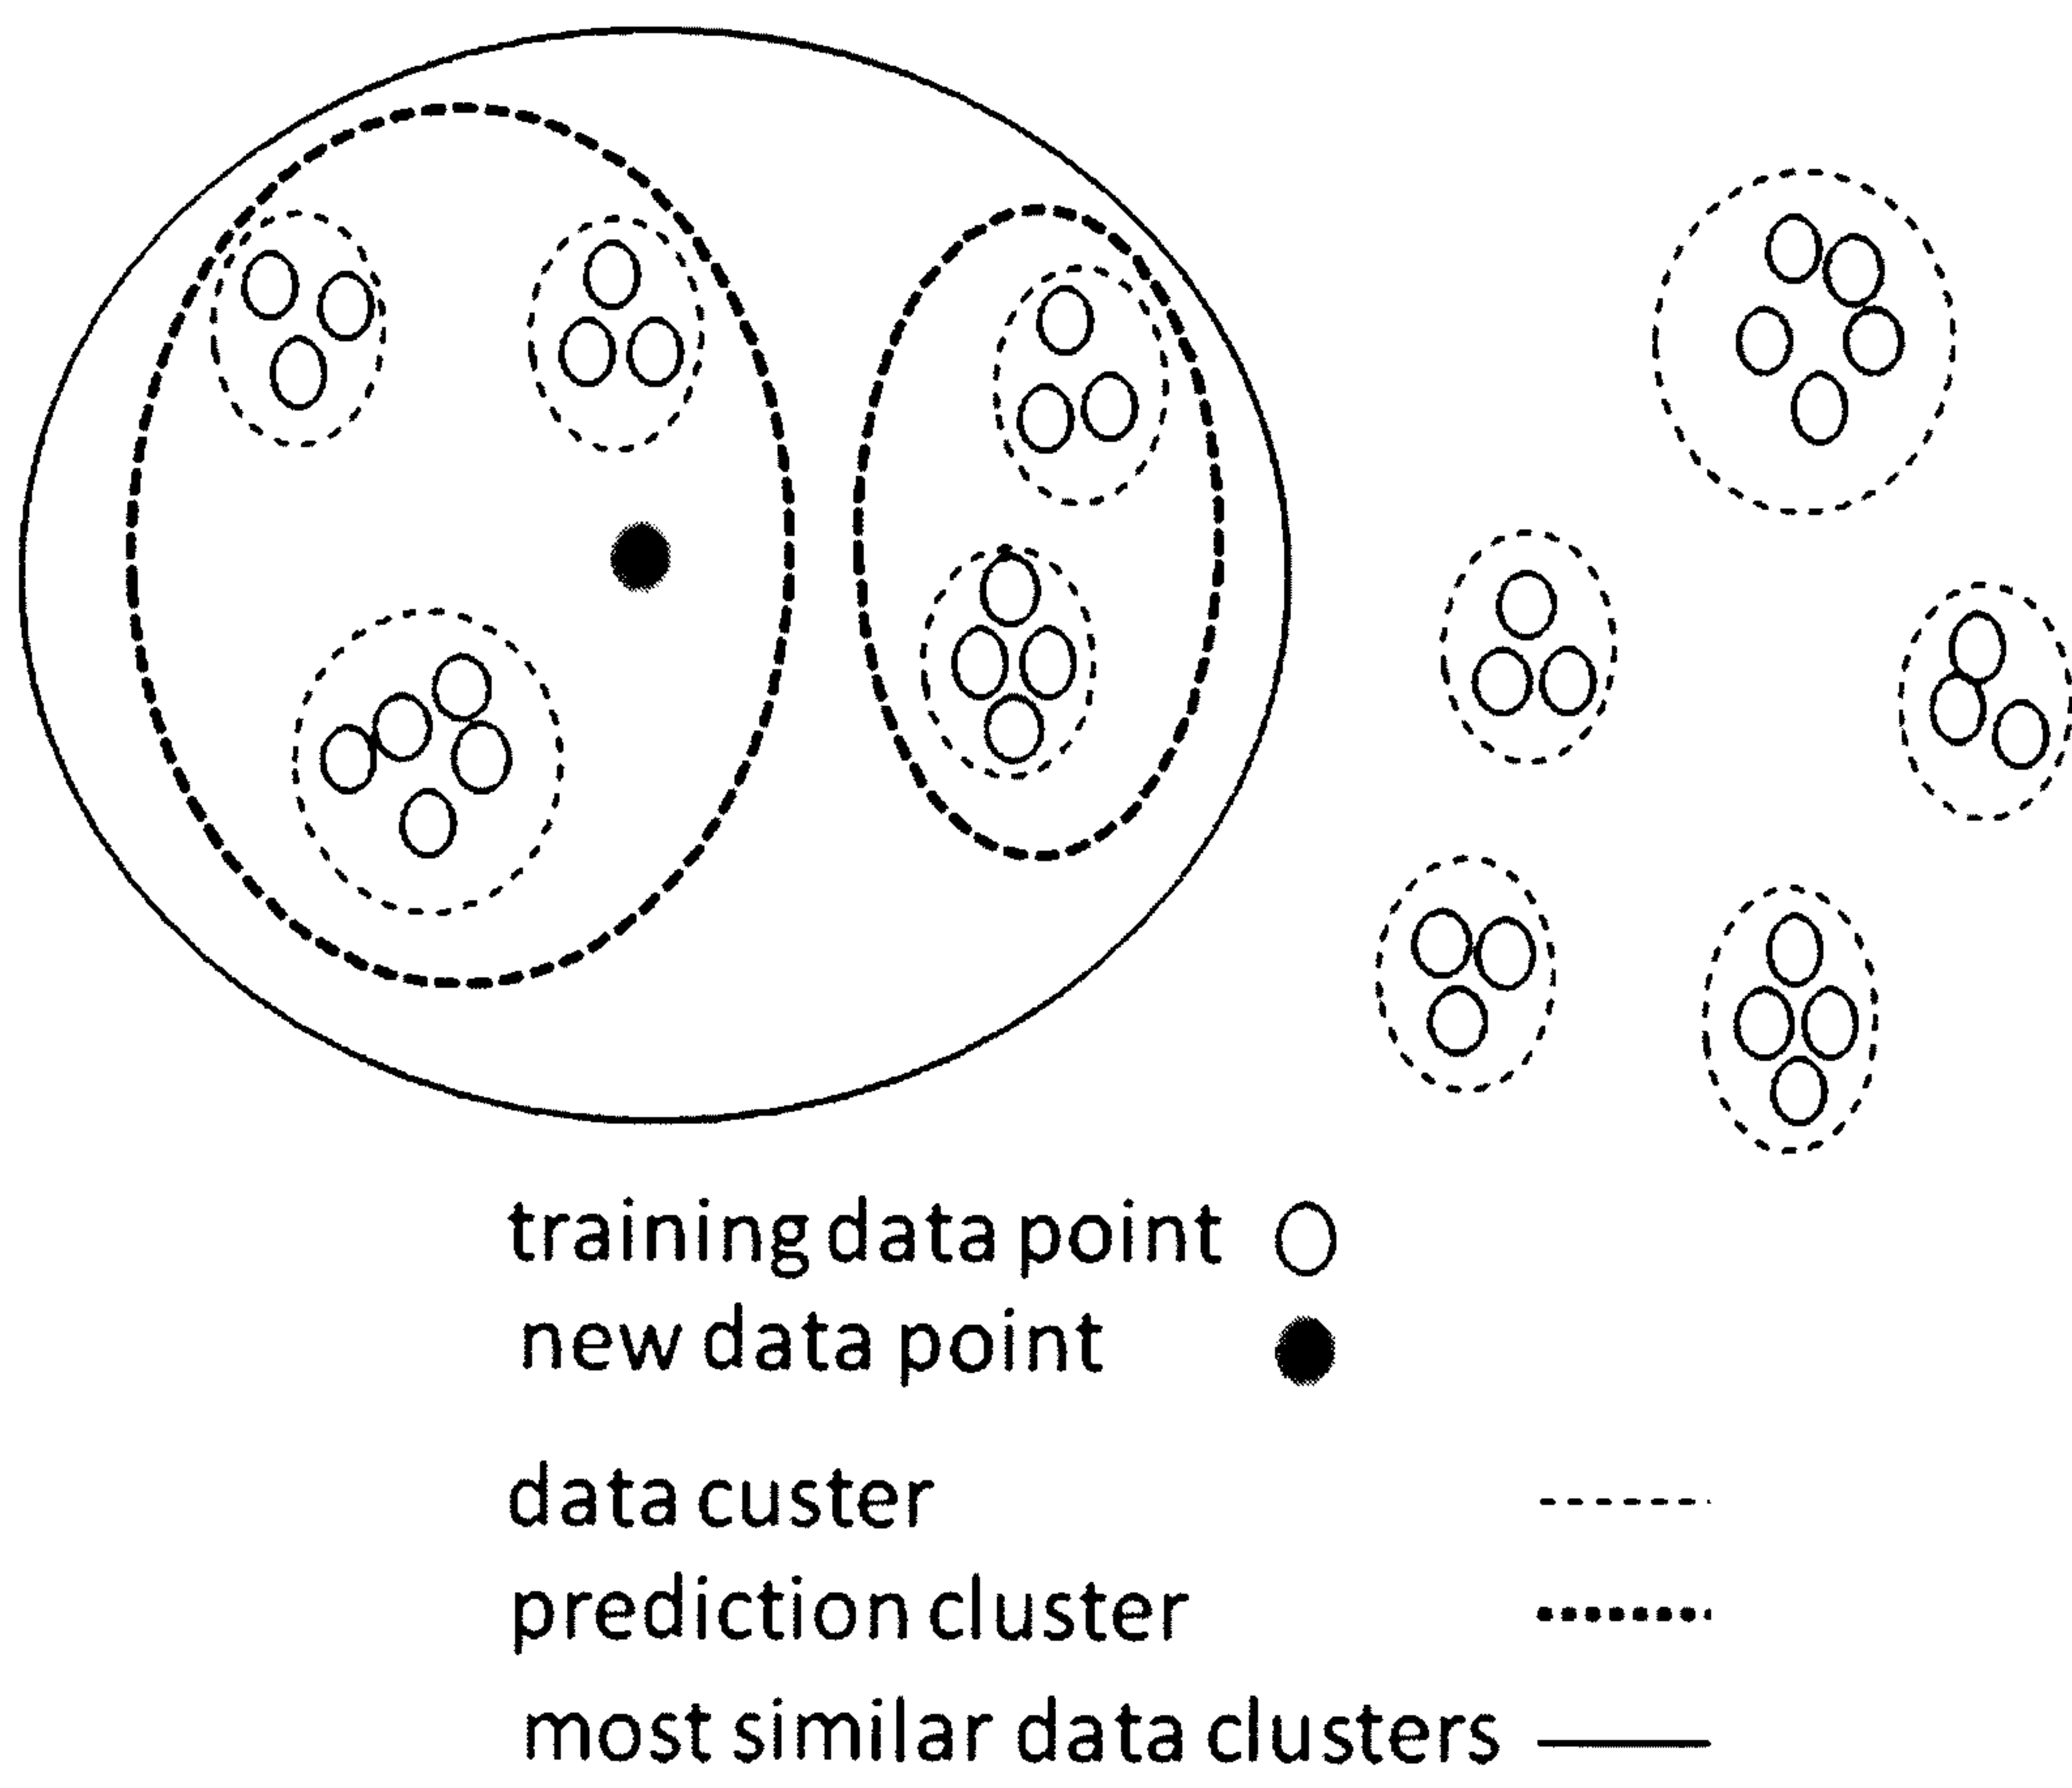 training data point
new data point
data custer
prediction cluster
most similar data clusters